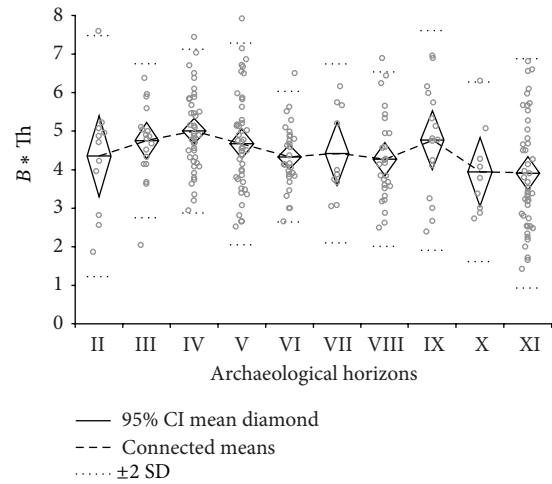 8
7
6
5
4
3
2
1
0
B * Th
II III IV V VI VII VIII IX X XI
Archaeological horizons
95% CI mean diamond
Connected means
±2 SD